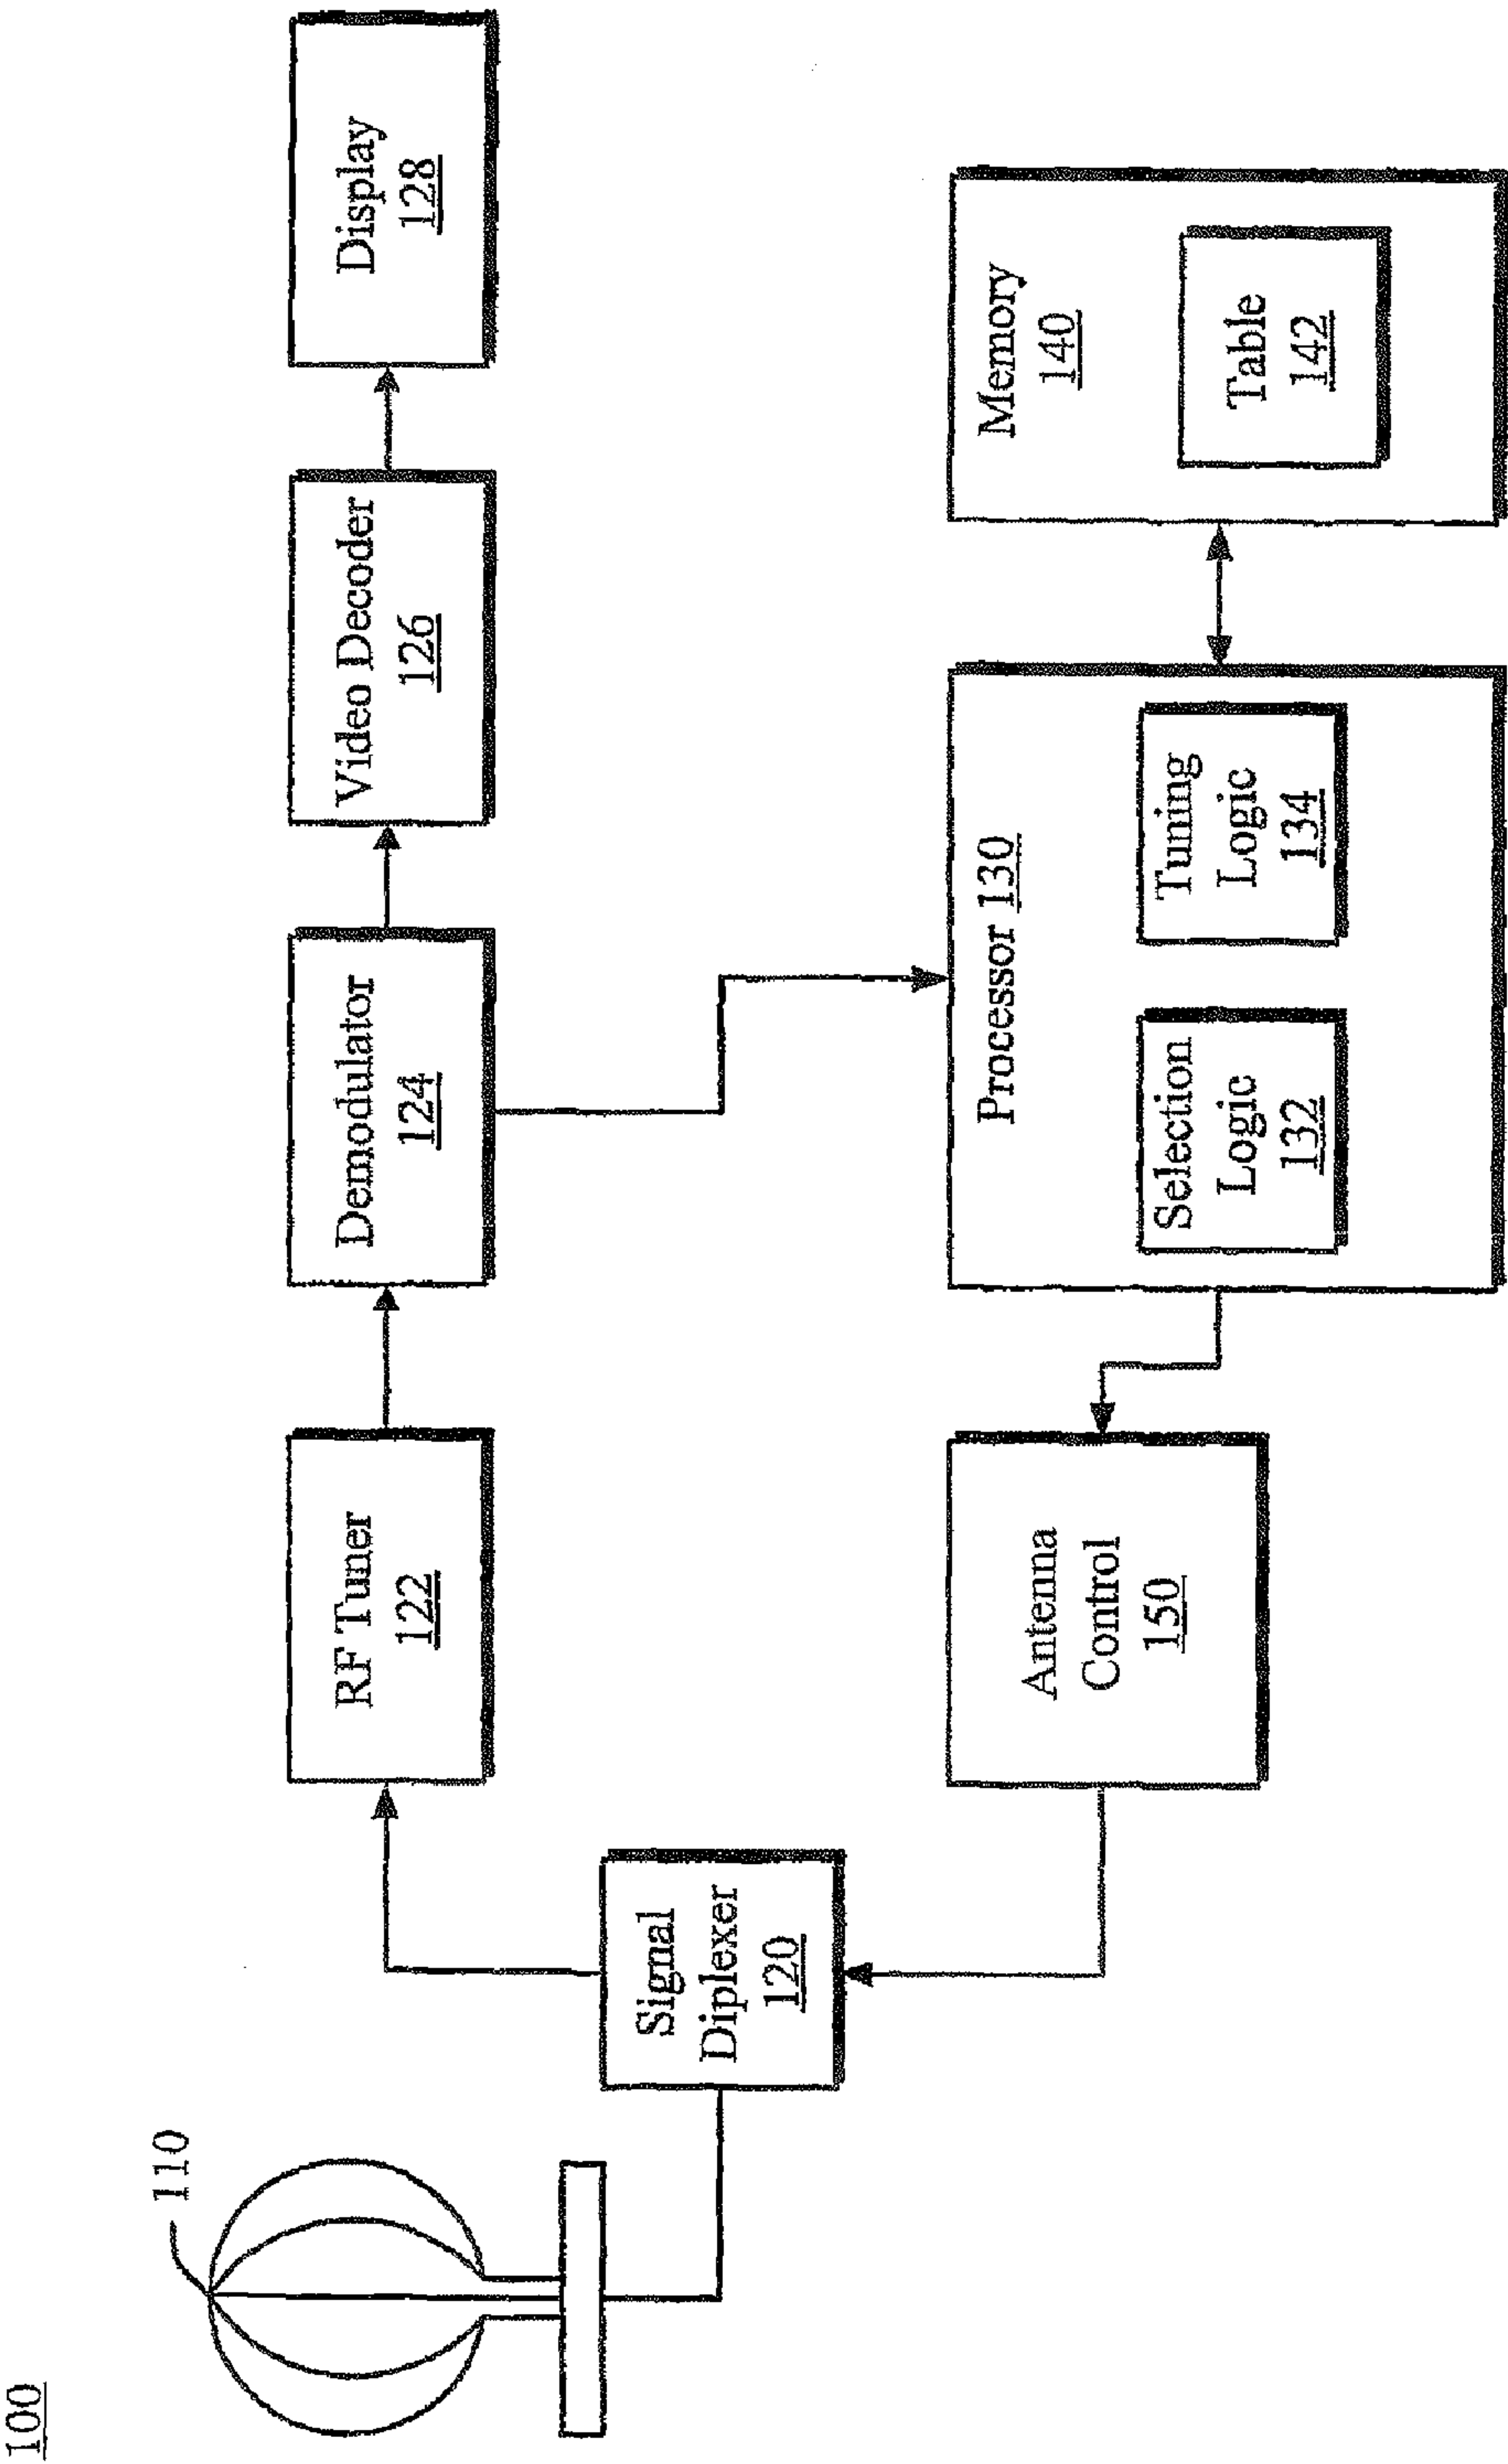 100
110
Signal
Diplexer
120
RF Tuner
122
Demodulator
124
Video Decoder
126
Display
128
Antenna
Control
150
Processor 130
Selection
Logic
132
Tuning
Logic
134
Memory
140
Table
142